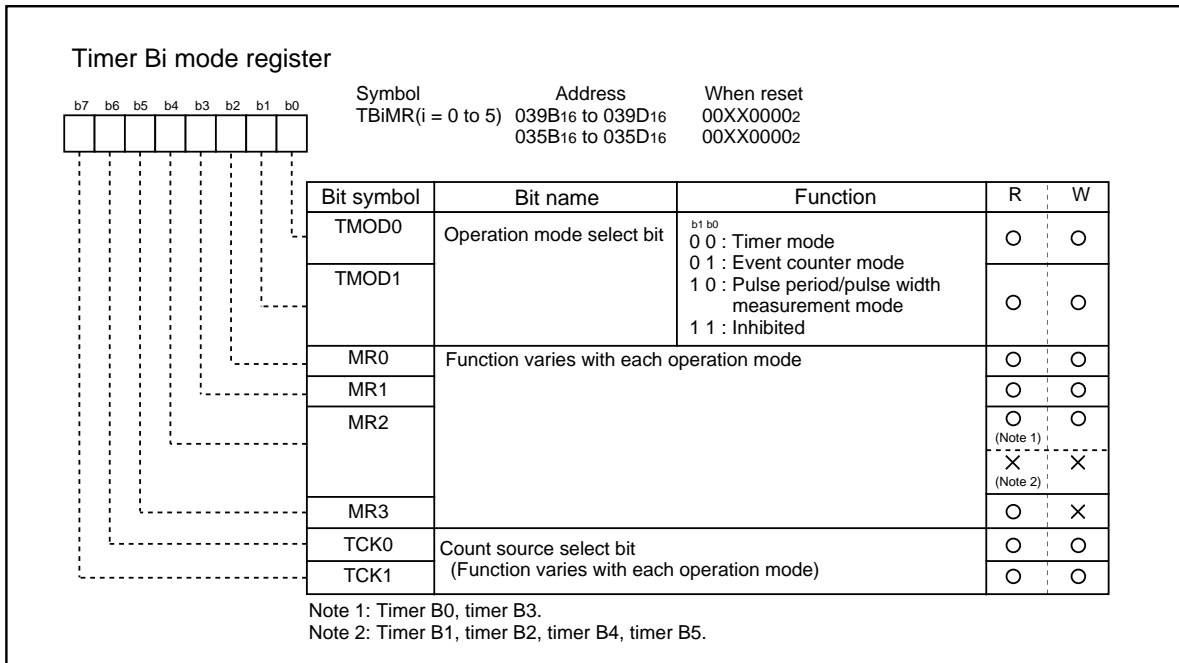 Timer Bi mode register
Symbol Address When reset
TBiMR(i = 0 to 5) 039B16 to 039D16 00XX00002
035B16 to 035D16 00XX00002
b7 b6 b5 b4 b3 b2 b1 b0
Bit symbol Bit name Function R W
TMOD0 Operation mode select bit
b1 b0
0 0 : Timer mode
0 1 : Event counter mode
TMOD1
1 0 : Pulse period/pulse width
measurement mode
1 1 : Inhibited
MR0 Function varies with each operation mode
MR1
MR2
(Note 1)
(Note 2)
MR3
TCK0 Count source select bit
TCK1 (Function varies with each operation mode)
Note 1: Timer B0, timer B3.
Note 2: Timer B1, timer B2, timer B4, timer B5.